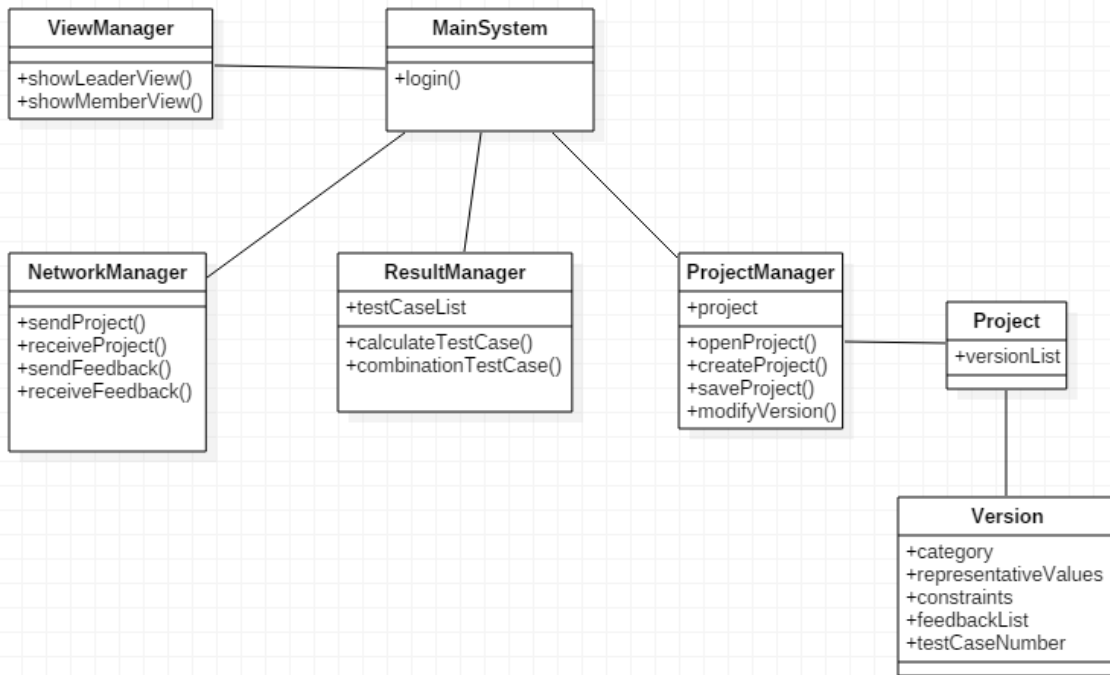 ViewManager
+showLeaderView()
+showMemberView()
MainSystem
+login()
NetworkManager
+sendProject()
+receiveProject()
+sendFeedback()
+receiveFeedback()
ResultManager
+testCaseList
+calculateTestCase()
+combinationTestCase()
ProjectManager
+project
+openProject()
+createProject()
+saveProject()
+modifyVersion()
Project
+versionList
Version
+category
+representativeValues
+constraints
+feedbackList
+testCaseNumber